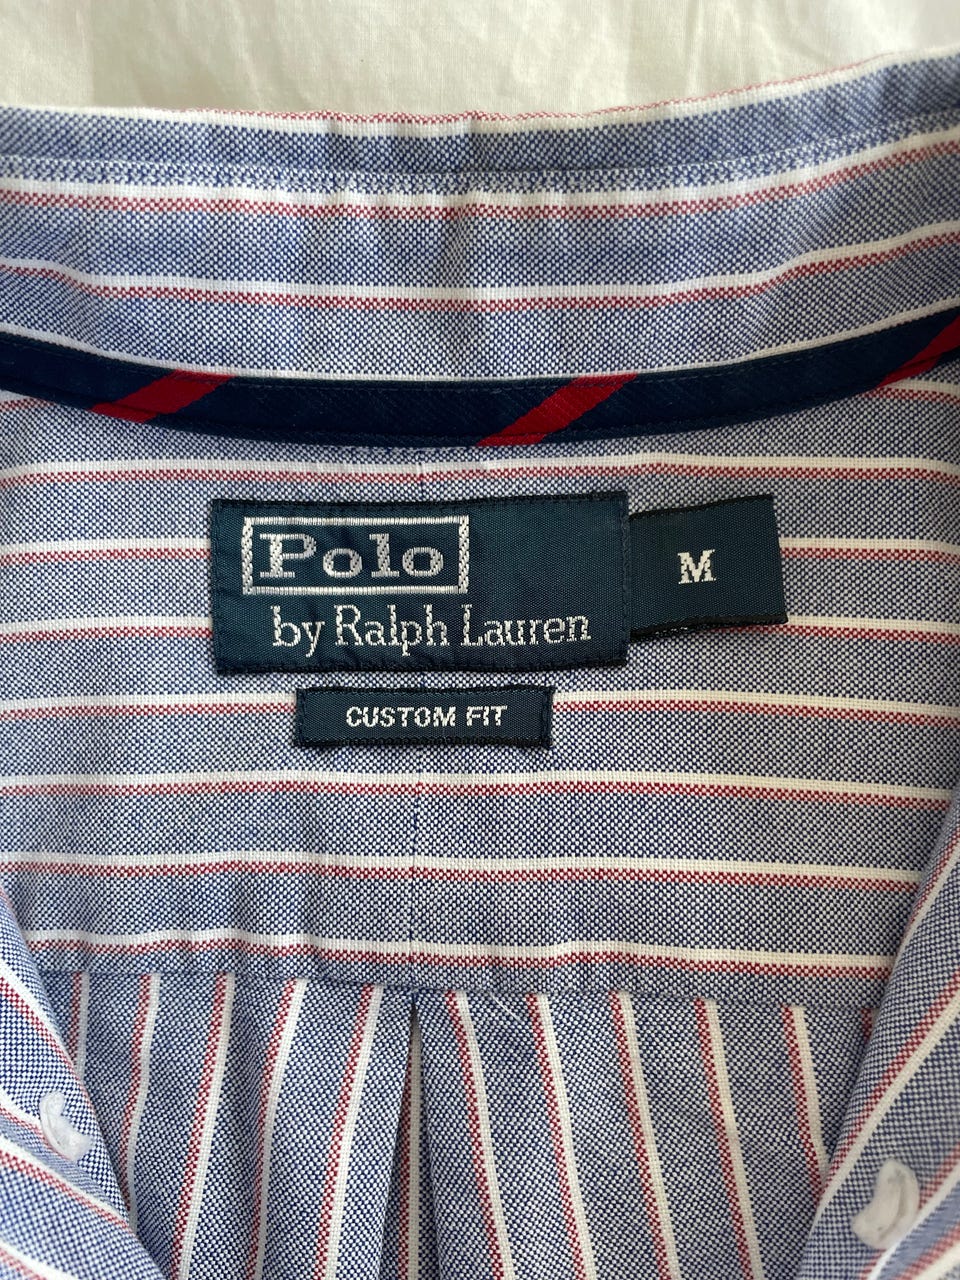 Polo
by Ralph Lauren
M
CUSTOM FIT